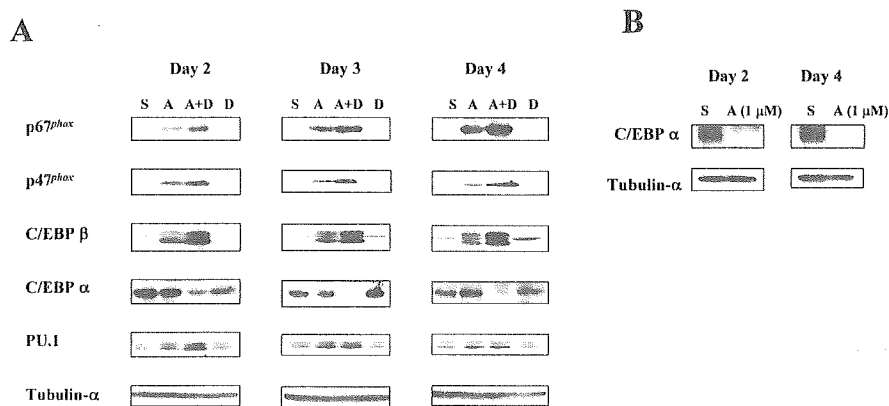 A
B
Day 2 Day 3 Day 4
S A A+D D S A A+D D S A A+D D
p67phox
p47phox
C/EBP β
C/EBP α
PU.1
Tubulin-α
Day 2 Day 4
S A (1 μM) S A (1 μM)
C/EBP α
Tubulin-α